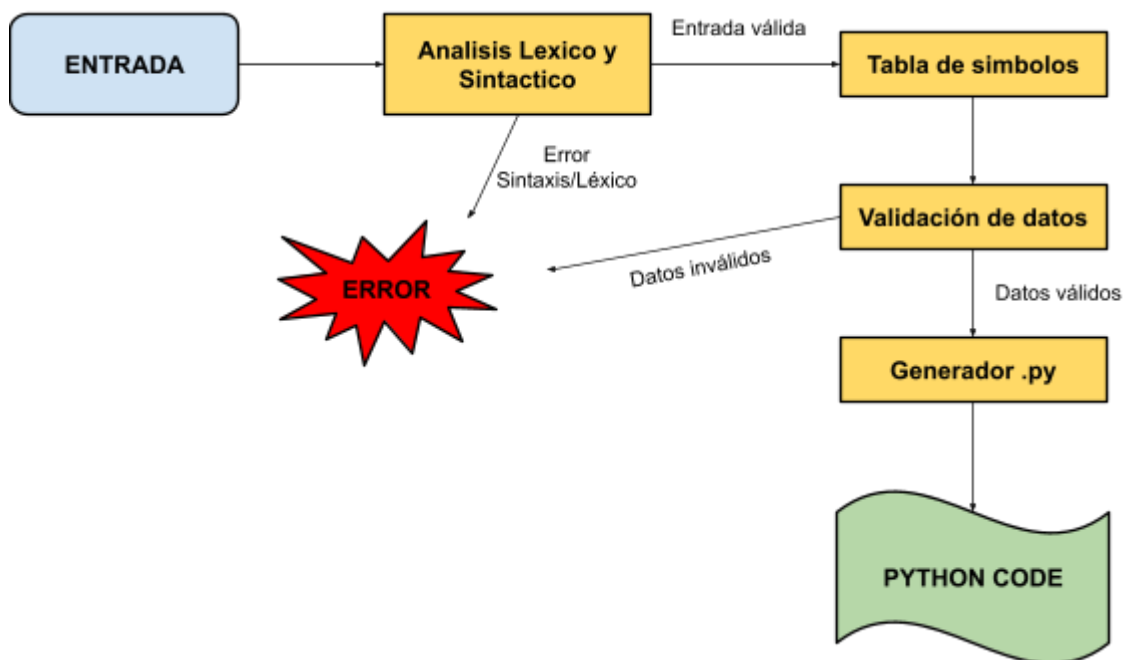 ENTRADA
Analisis Lexico y
Sintactico
Entrada válida
Tabla de simbolos
Error
Sintaxis/Léxico
Validación de datos
ERROR
Datos inválidos
Datos válidos
Generador .py
PYTHON CODE